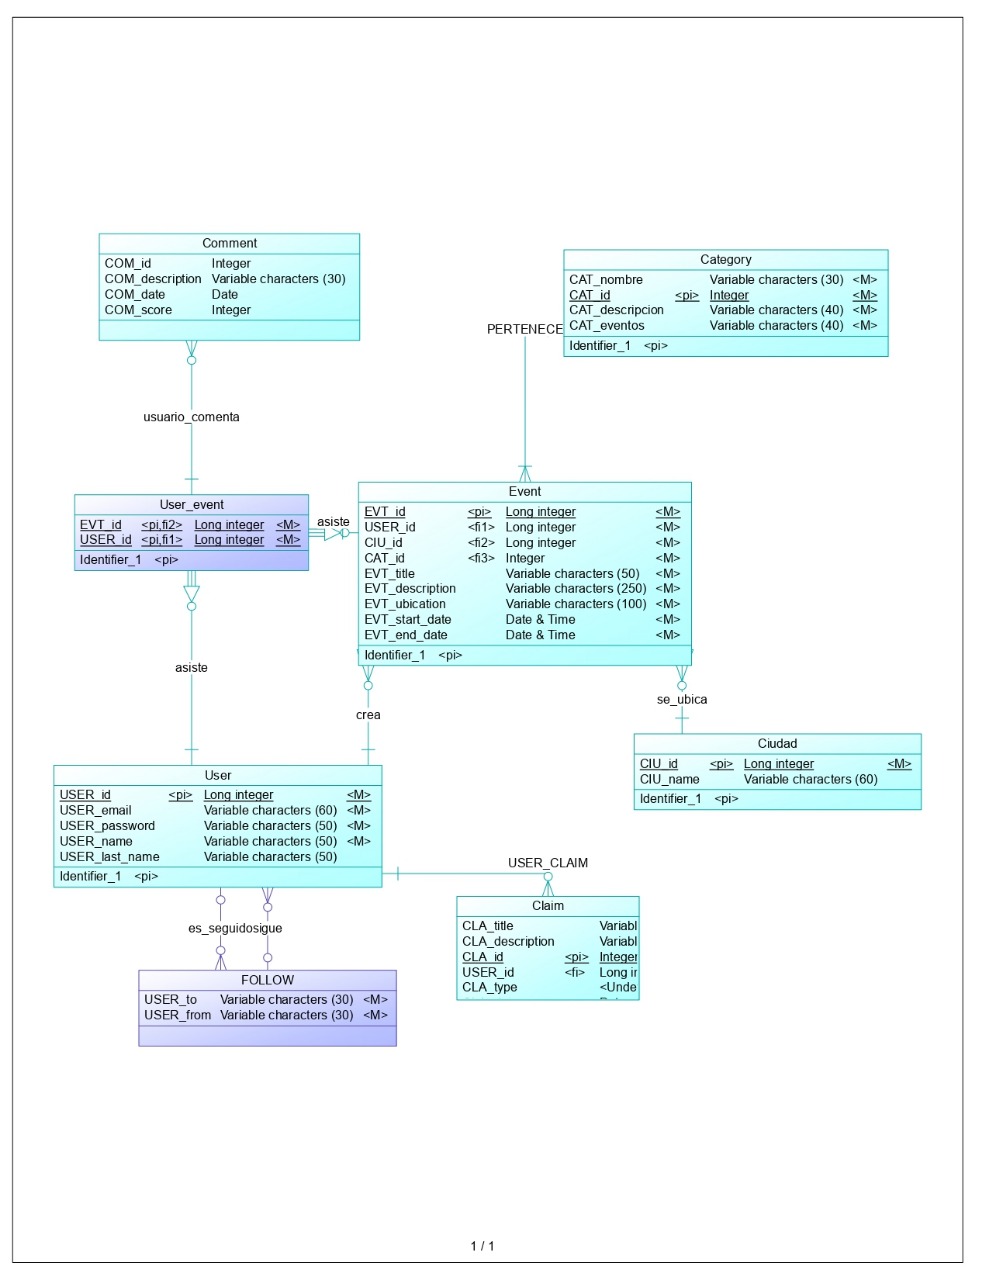 Comment
COM_id Integer
COM_description Variable characters (30)
COM_date Date
COM_score Integer
Category
CAT_nombre Variable characters (30) <M>
CAT_id <pi> Integer <M>
CAT_descripcion Variable characters (40) <M>
CAT_eventos Variable characters (40) <M>
Identifier_1 <pi>
PERTENECE
usuario_comenta
User_event
EVT_id <pi,fi2> Long integer <M>
USER_id <pi,fi1> Long integer <M>
Identifier_1 <pi>
asiste
Event
EVT_id <pi> Long integer <M>
USER_id <fi1> Long integer <M>
CIU_id <fi2> Long integer <M>
CAT_id <fi3> Integer <M>
EVT_title Variable characters (50) <M>
EVT_description Variable characters (250) <M>
EVT_ubication Variable characters (100) <M>
EVT_start_date Date & Time <M>
EVT_end_date Date & Time <M>
Identifier_1 <pi>
asiste
crea
se_ubica
Ciudad
CIU_id <pi> Long integer <M>
CIU_name Variable characters (60)
Identifier_1 <pi>
User
USER_id <pi> Long integer <M>
USER_email Variable characters (60) <M>
USER_password Variable characters (50) <M>
USER_name Variable characters (50) <M>
USER_last_name Variable characters (50)
Identifier_1 <pi>
USER_CLAIM
Claim
CLA_title Variabl
CLA_description Variabl
CLA_id <pi> Integer
USER_id <fi> Long ir
CLA_type <Unde
es_seguidosigue
FOLLOW
USER_to Variable characters (30) <M>
USER_from Variable characters (30) <M>
1 / 1